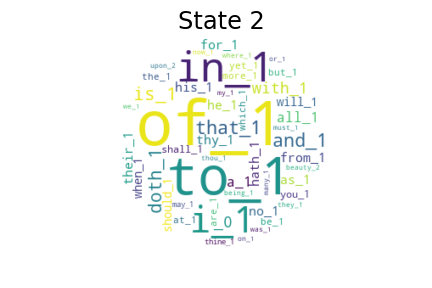 State 2
for_1
now_1
where_1
or_1
upon_2
yet_1
in_1
the_1
more_1
but_1
his_1
my_1
with_1
is_1
he_1
which_1
will_1
we_1
of_1
all_1
that_1
must_1
their_1
thy_1
and_1
shall_1
hath_1
when_1
doth_1
thou_1
from_1
to_1
beauty_2
a_1
many_1
as_1
should_1
being_1
you_1
may_1
are_1
they_1
i_0
no_1
at_1
be_1
was_1
thine_1
on_1